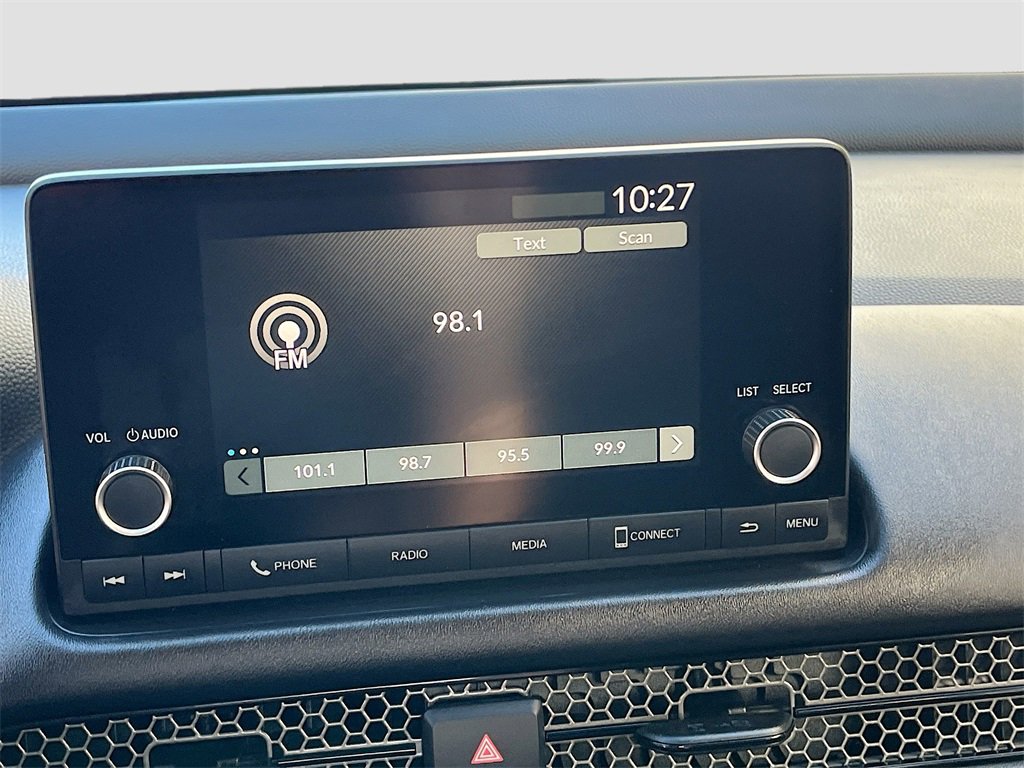 10:27
Text Scan
98.1
FM
LIST SELECT
VOL AUDIO
101.1 98.7 95.5 99.9
PHONE RADIO MEDIA CONNECT MENU